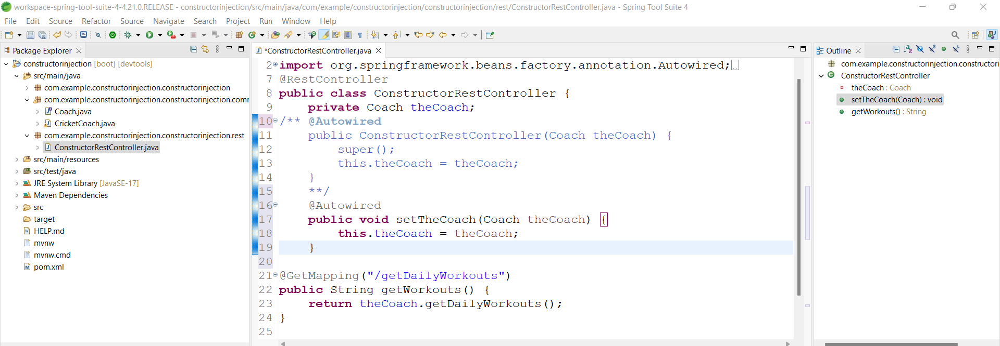 workspace-spring-tool-suite-4-4.21.0.RELEASE - constructorinjection/src/main/java/com/example/constructorinjection/constructorinjection/rest/ConstructorRestController.java - Spring Tool Suite 4
File Edit Source Refactor Source Navigate Search Project Run Window Help
Package Explorer
constructorinjection [boot] [devtools]
src/main/java
com.example.constructorinjection.constructorinjection
com.example.constructorinjection.constructorinjection.comm
Coach.java
CricketCoach.java
com.example.constructorinjection.constructorinjection.rest
ConstructorRestController.java
src/main/resources
src/test/java
JRE System Library [JavaSE-17]
Maven Dependencies
src
target
HELP.md
mvnw
mvnw.cmd
pom.xml
*ConstructorRestController.java
2 import org.springframework.beans.factory.annotation.Autowired;
7 @RestController
8 public class ConstructorRestController {
9 private Coach theCoach;
10 /** @Autowired
11 public ConstructorRestController(Coach theCoach) {
12 super();
13 this.theCoach = theCoach;
14 }
15 **/
16 @Autowired
17 public void setTheCoach(Coach theCoach) {
18 this.theCoach = theCoach;
19 }
20
21 @GetMapping("/getDailyWorkouts")
22 public String getWorkouts() {
23 return theCoach.getDailyWorkouts();
24 }
25
Outline
com.example.constructorinjection.constructori
ConstructorRestController
theCoach : Coach
setTheCoach(Coach) : void
getWorkouts() : String